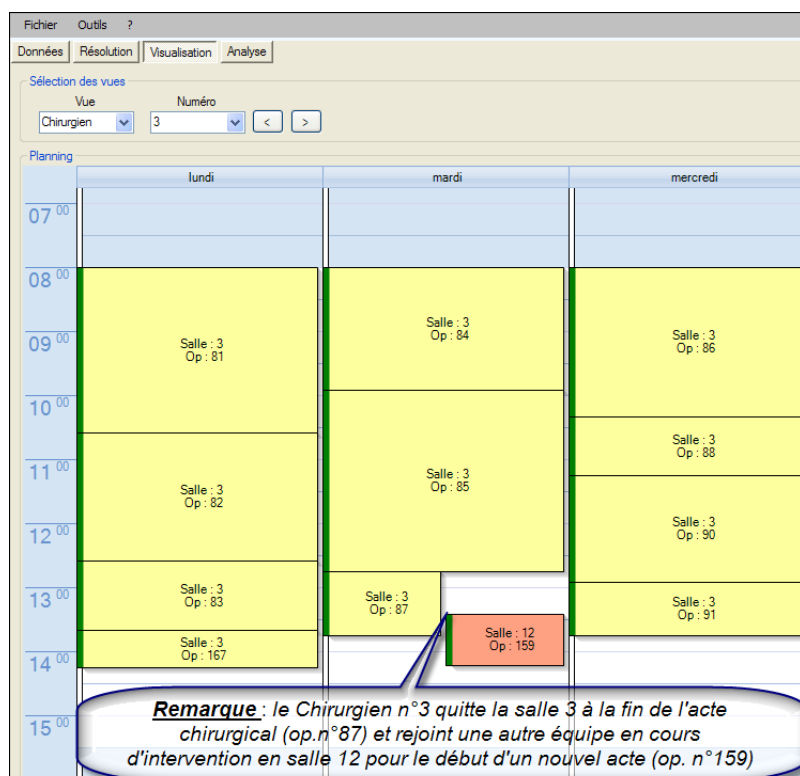 Fichier Outils ?
Données Résolution Visualisation Analyse
Sélection des vues
Vue Numéro
Chirurgien 3 < >
Planning
lundi mardi mercredi
07 00
08 00
09 00
10 00
11 00
12 00
13 00
14 00
15 00
Salle : 3
Op : 81
Salle : 3
Op : 82
Salle : 3
Op : 83
Salle : 3
Op : 167
Salle : 3
Op : 84
Salle : 3
Op : 85
Salle : 3
Op : 87
Salle : 12
Op : 159
Salle : 3
Op : 86
Salle : 3
Op : 88
Salle : 3
Op : 90
Salle : 3
Op : 91
Remarque : le Chirurgien n°3 quitte la salle 3 à la fin de l'acte
chirurgical (op.n°87) et rejoint une autre équipe en cours
d'intervention en salle 12 pour le début d'un nouvel acte (op. n°159)